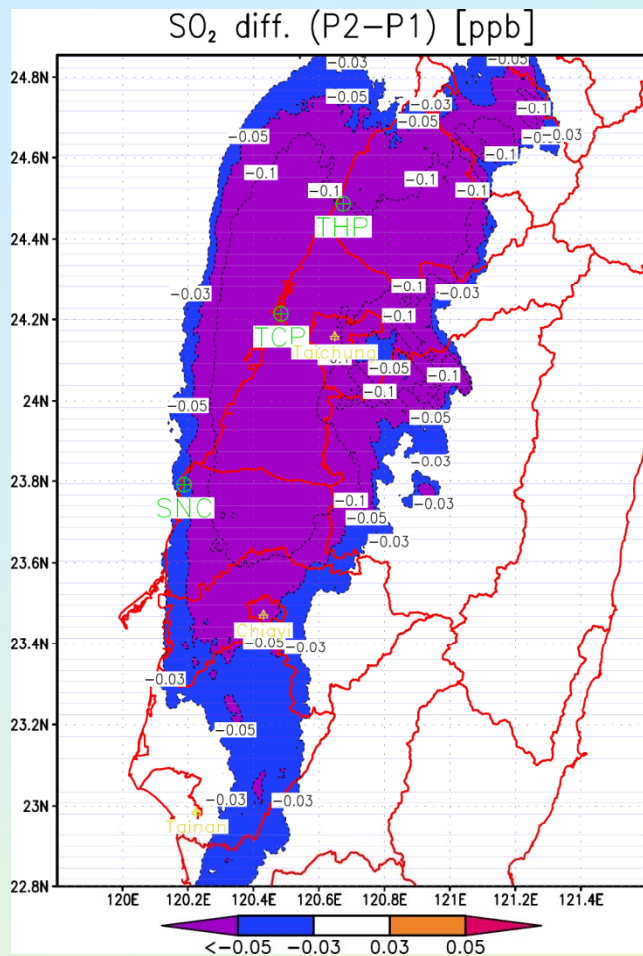 SO₂ diff. (P2−P1) [ppb]
−0.03
−0.05
24.8N
−0.05
−0.1
−0.03
−0.05
−0.03
−0.05
24.6N
−0.1
−0.1
−0.1
−0.1
−0.1
THP
24.4N
−0.03
−0.1
−0.03
24.2N
−0.1
TCP
Taichung
−0.05
−0.1
−0.1
24N
−0.05
−0.05
−0.03
23.8N
SNC
−0.1
−0.03
−0.05
−0.03
23.6N
Chiayi
23.4N
−0.05
−0.03
−0.03
23.2N
−0.05
23N
−0.03
−0.03
Tainan
22.8N
120E 120.2E 120.4E 120.6E 120.8E 121E 121.2E 121.4E
<−0.05 −0.03 0.03 0.05